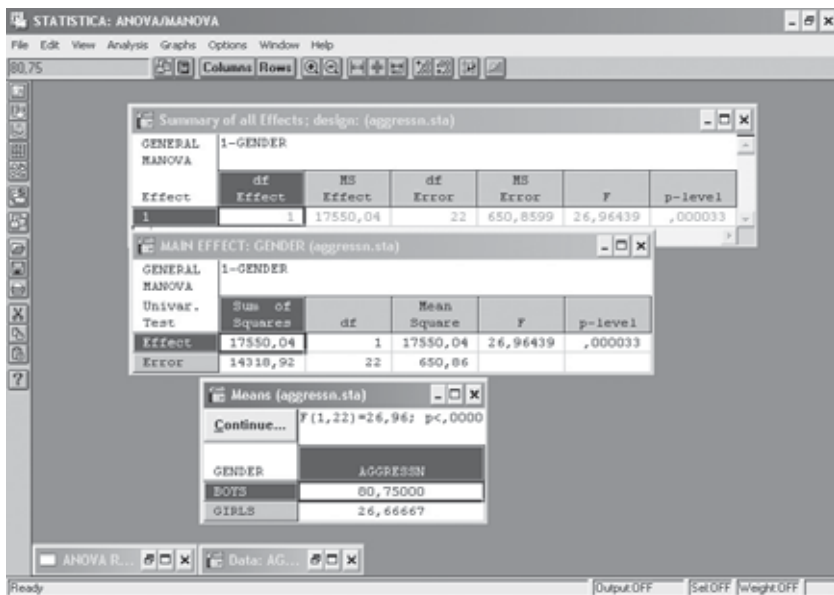 STATISTICA: ANOVA/MANOVA
File Edit View Analysis Graphs Options Window Help
80,75 Columns Rows
Summary of all Effects; design: (aggressn.sta)
GENERAL 1-GENDER
MANOVA
df MS df MS
Effect Effect Effect Error Error F p-level
1 1 17550,04 22 650,8599 26,96439 ,000033
MAIN EFFECT: GENDER (aggressn.sta)
GENERAL 1-GENDER
MANOVA
Univar. Sum of Mean
Test Squares df Square F p-level
Effect 17550,04 1 17550,04 26,96439 ,000033
Error 14318,92 22 650,86
Means (aggressn.sta)
Continue... F(1,22)=26,96; p<,0000
GENDER AGGRESSN
BOYS 80,75000
GIRLS 26,66667
ANOVA R... Data: AG...
Ready Output:OFF Sel:OFF Weight:OFF